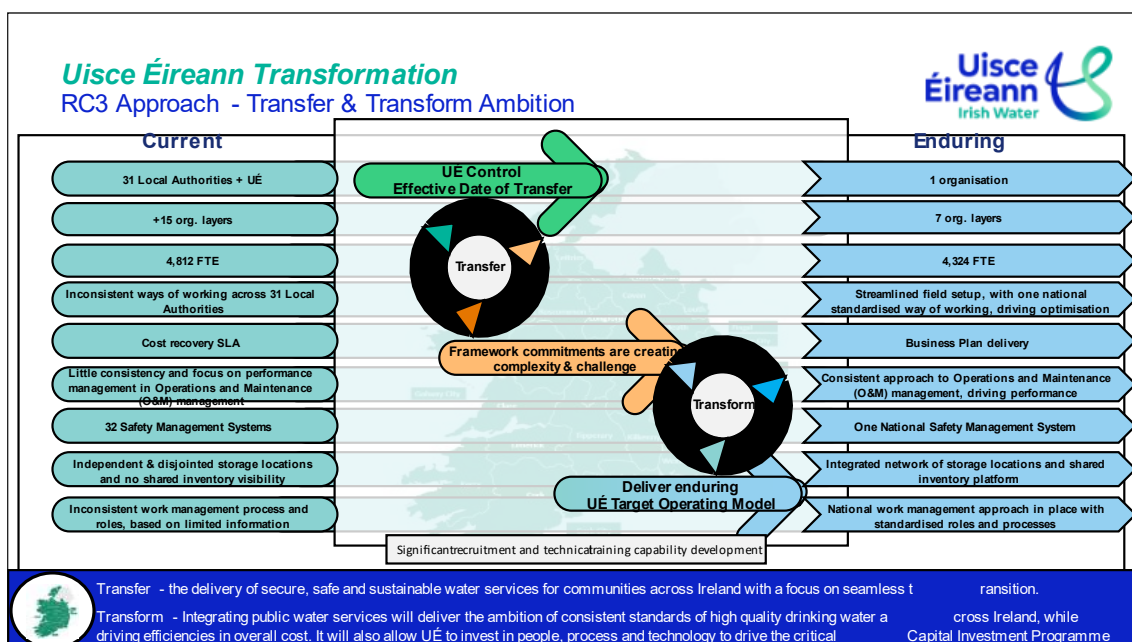 Uisce Éireann Transformation
RC3 Approach - Transfer & Transform Ambition
Uisce
Éireann
Irish Water
Current
Enduring
31 Local Authorities + UÉ
UÉ Control
Effective Date of Transfer
1 organisation
+15 org. layers
7 org. layers
4,812 FTE
Transfer
4,324 FTE
Inconsistent ways of working across 31 Local
Authorities
Streamlined field setup, with one national
standardised way of working, driving optimisation
Cost recovery SLA
Framework commitments are creating
complexity & challenge
Business Plan delivery
Little consistency and focus on performance
management in Operations and Maintenance
(O&M) management
Consistent approach to Operations and Maintenance
(O&M) management, driving performance
Transform
32 Safety Management Systems
One National Safety Management System
Independent & disjointed storage locations
and no shared inventory visibility
Integrated network of storage locations and shared
inventory platform
Deliver enduring
UÉ Target Operating Model
Inconsistent work management process and
roles, based on limited information
National work management approach in place with
standardised roles and processes
Significantrecruitment and technicatraining capability development
Transfer - the delivery of secure, safe and sustainable water services for communities across Ireland with a focus on seamless t ransition.
Transform - Integrating public water services will deliver the ambition of consistent standards of high quality drinking water a cross Ireland, while
driving efficiencies in overall cost. It will also allow UÉ to invest in people, process and technology to drive the critical Capital Investment Programme